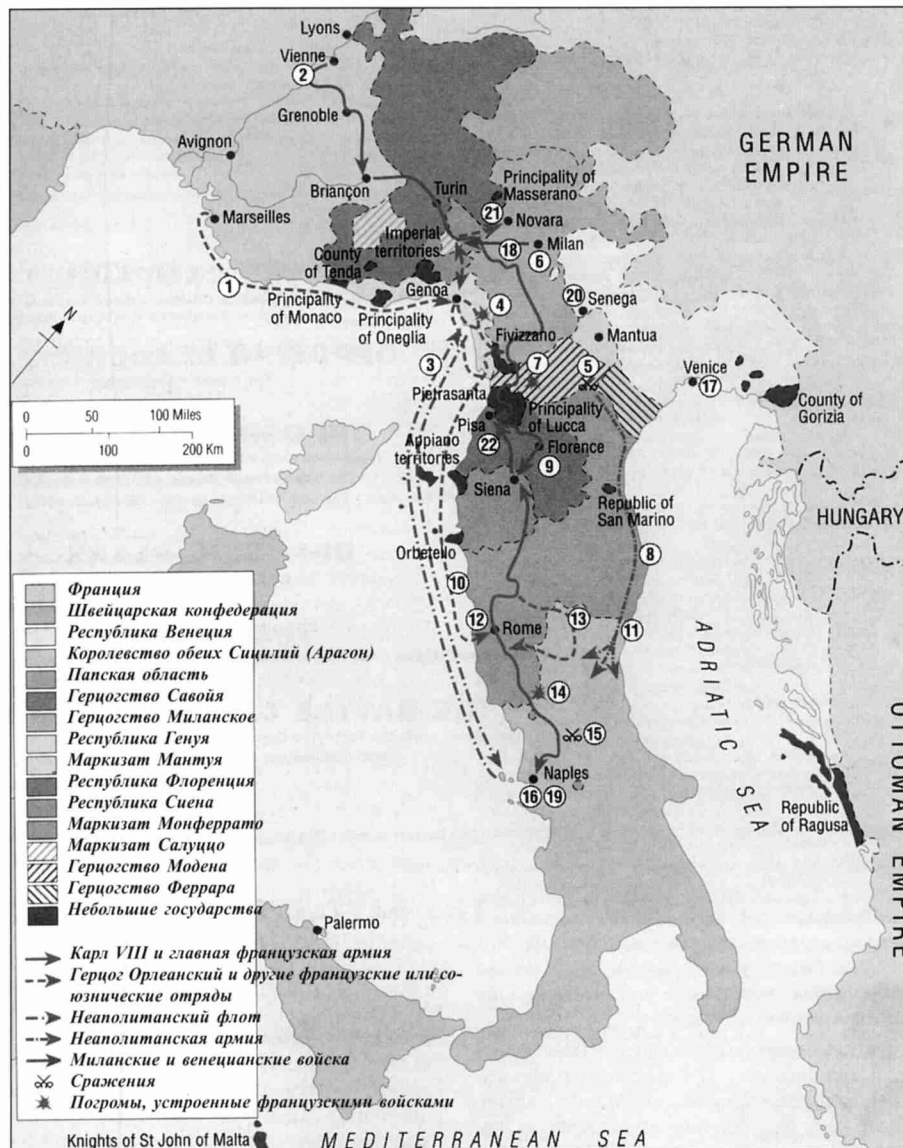 Lyons
Vienne
2
Grenoble
Avignon
Briançon
Turin
Principality of
Masserano
GERMAN
EMPIRE
Marseilles
21
Novara
Imperial
territories
18
Milan
6
County
of Tenda
1
Principality
of Monaco
Genoa
4
20
Senega
Principality
of Oneglia
Mantua
N
3
Fivizzano
7
5
Venice
17
County of
Gorizia
0 50 100 Miles
0 200 Km
Pietrasanta
Principality
of Lucca
Pisa
22
Florence
9
Appiano
territories
Siena
Republic of
San Marino
HUNGARY
Orbetello
8
10
12
Rome
13
11
14
15
ADRIATIC
SEA
Naples
16 19
Republic
of Ragusa
OTTOMAN EMPIRE
Франция
Швейцарская конфедерация
Республика Венеция
Королевство обеих Сицилий (Арагон)
Папская область
Герцогство Савойя
Герцогство Миланское
Республика Генуя
Маркизат Мантуя
Республика Флоренция
Республика Сиена
Маркизат Монферрато
Маркизат Салуццо
Герцогство Модена
Герцогство Феррара
Небольшие государства
Palermo
Карл VIII и главная французская армия
Герцог Орлеанский и другие французские или со-
юзнические отряды
Неаполитанский флот
Неаполитанская армия
Миланские и венецианские войска
Сражения
Погромы, устроенные французскими войсками
Knights of St John of Malta
MEDITERRANEAN SEA